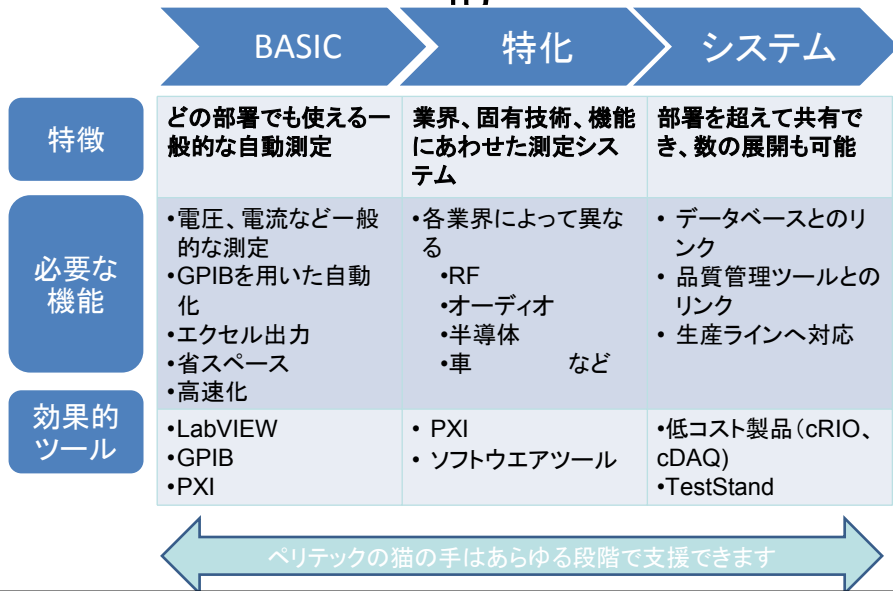 BASIC
特化
システム
特徴
どの部署でも使える一
般的な自動測定
業界、固有技術、機能
にあわせた測定シス
テム
部署を超えて共有で
き、数の展開も可能
必要な
機能
•電圧、電流など一般
的な測定
•GPIBを用いた自動
化
•エクセル出力
•省スペース
•高速化
•各業界によって異な
る
•RF
•オーディオ
•半導体
•車 など
• データベースとのリ
ンク
• 品質管理ツールとの
リンク
• 生産ラインへ対応
効果的
ツール
•LabVIEW
•GPIB
•PXI
• PXI
• ソフトウエアツール
•低コスト製品(cRIO、
cDAQ)
•TestStand
ペリテックの猫の手はあらゆる段階で支援できます